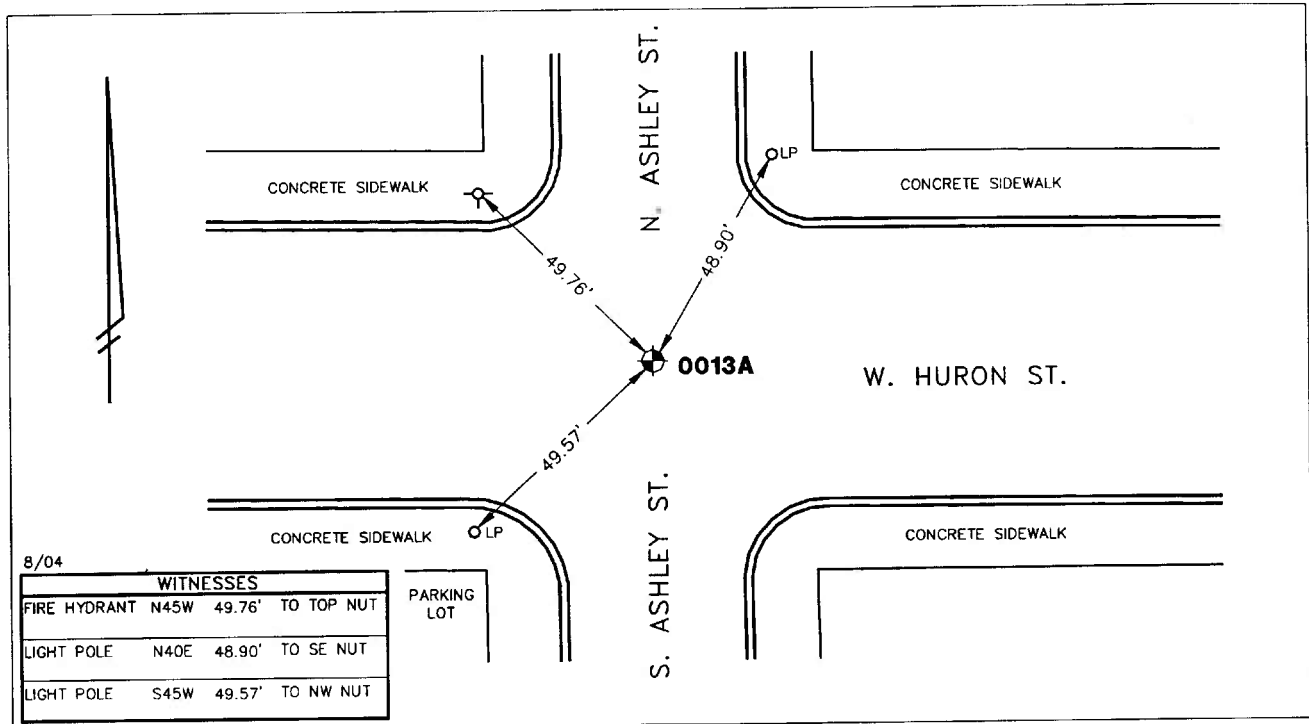 N. ASHLEY ST.
CONCRETE SIDEWALK
LP
CONCRETE SIDEWALK
49.76'
48.90'
0013A
W. HURON ST.
49.57'
S. ASHLEY ST.
CONCRETE SIDEWALK
LP
CONCRETE SIDEWALK
PARKING
LOT
8/04
WITNESSES
FIRE HYDRANT N45W 49.76' TO TOP NUT
LIGHT POLE N40E 48.90' TO SE NUT
LIGHT POLE S45W 49.57' TO NW NUT